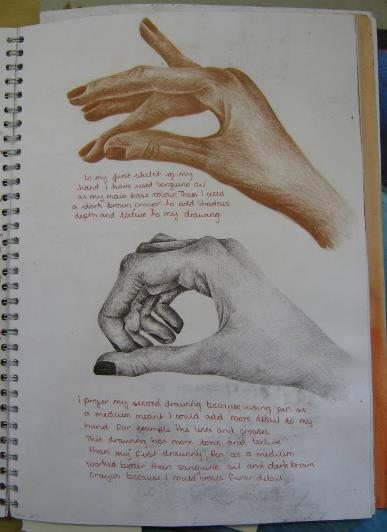 In my first sketch of my
hand I have used sanguine oil
as my main base colour. Then I used
a dark brown crayon to add shadows
depth and texture to my drawing.
I prefer my second drawing because using pen as
a medium meant I could add more detail to my
hand. For example the lines and creases.
This drawing has more tone and texture
than my first drawing, pen as a medium
worked better than sanguine oil and dark brown
crayon because I could create finer detail.